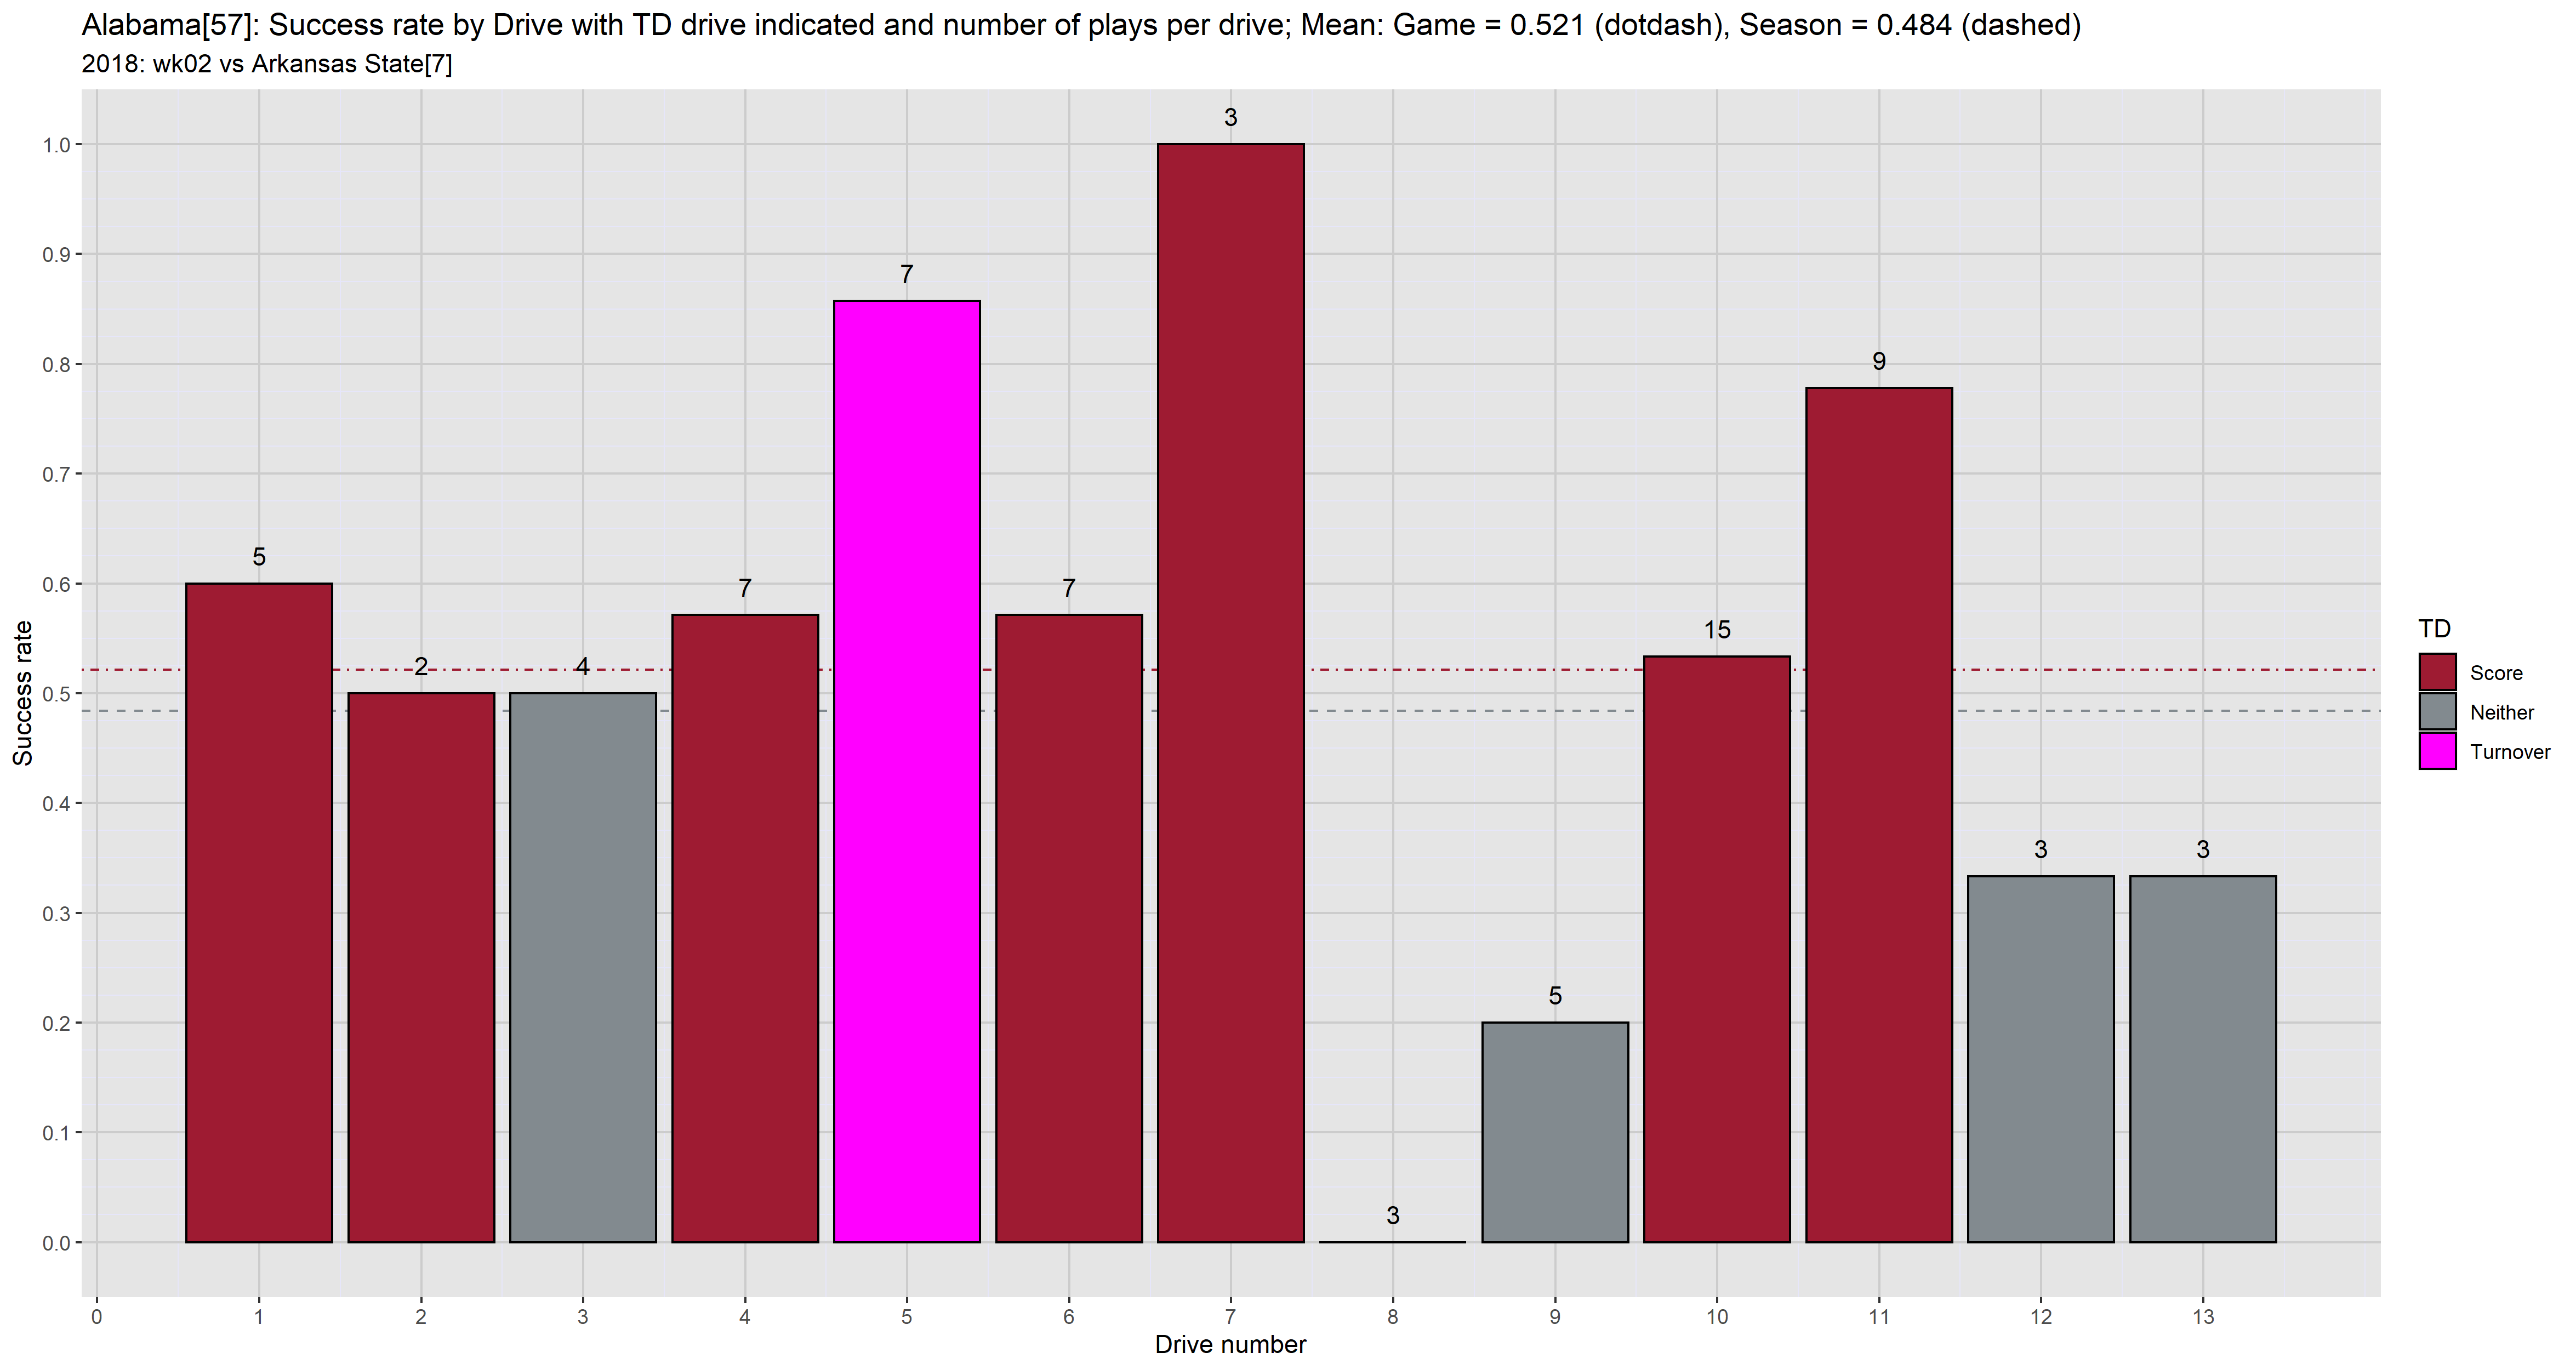 Alabama[57]: Success rate by Drive with TD drive indicated and number of plays per drive; Mean: Game = 0.521 (dotdash), Season = 0.484 (dashed)
2018: wk02 vs Arkansas State[7]
3
1.0
0.9
7
0.8
9
0.7
5
0.6
7
7
15
2
4
0.5
0.4
3
3
0.3
5
0.2
0.1
3
0.0
Success rate
0 1 2 3 4 5 6 7 8 9 10 11 12 13
Drive number
TD
Score
Neither
Turnover